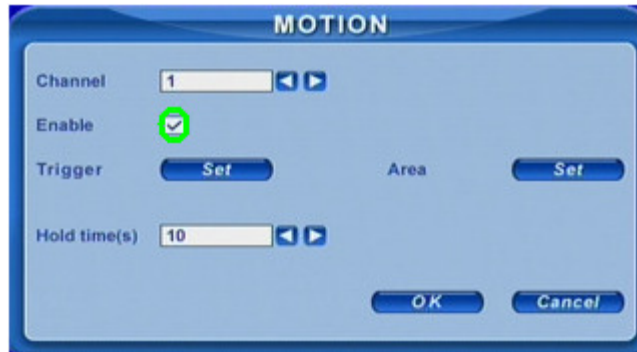 MOTION
Channel 1
Enable
Trigger Set Area Set
Hold time(s) 10
OK Cancel